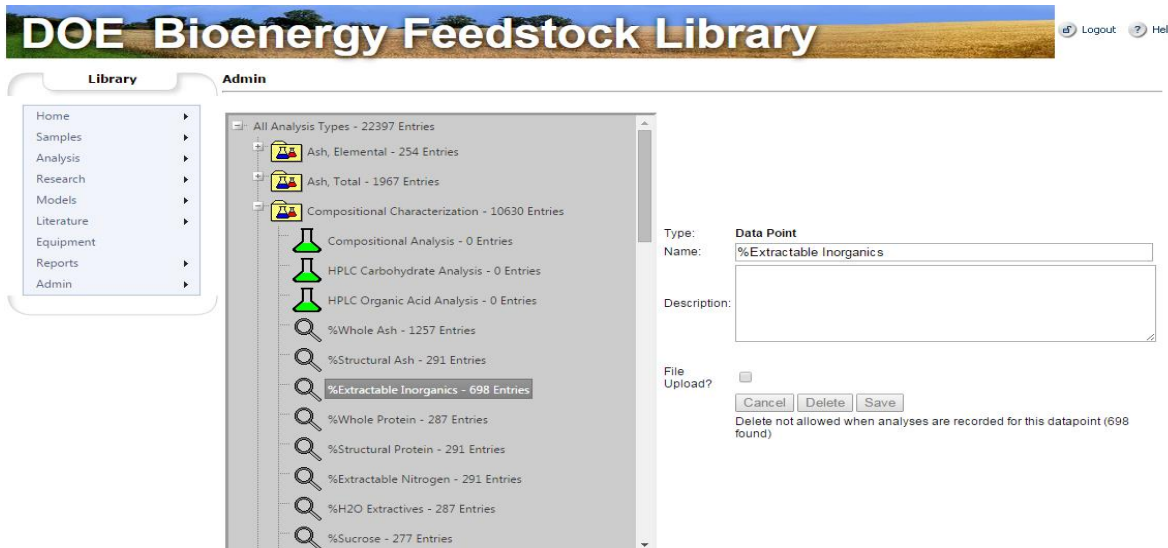 DOE Bioenergy Feedstock Library
Logout
? Hel
Library
Admin
Home
Samples
Analysis
Research
Models
Literature
Equipment
Reports
Admin
All Analysis Types - 22397 Entries
Ash, Elemental - 254 Entries
Ash, Total - 1967 Entries
Compositional Characterization - 10630 Entries
Compositional Analysis - 0 Entries
HPLC Carbohydrate Analysis - 0 Entries
HPLC Organic Acid Analysis - 0 Entries
%Whole Ash - 1257 Entries
%Structural Ash - 291 Entries
%Extractable Inorganics - 698 Entries
%Whole Protein - 287 Entries
%Structural Protein - 291 Entries
%Extractable Nitrogen - 291 Entries
%H2O Extractives - 287 Entries
%Sucrose - 277 Entries
Type: Data Point
Name: %Extractable Inorganics
Description:
File
Upload?
Cancel Delete Save
Delete not allowed when analyses are recorded for this datapoint (698
found)